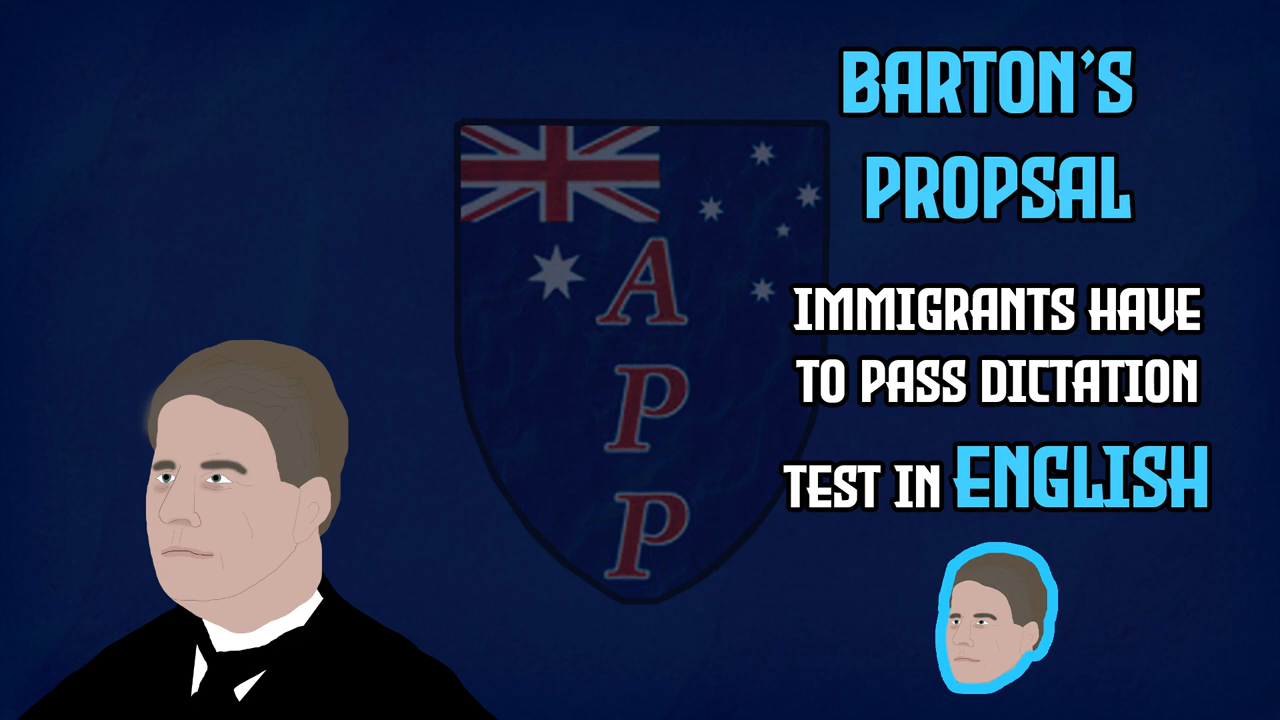 BARTON'S
PROPSAL
IMMIGRANTS HAVE
TO PASS DICTATION
TEST IN ENGLISH
A
P
P